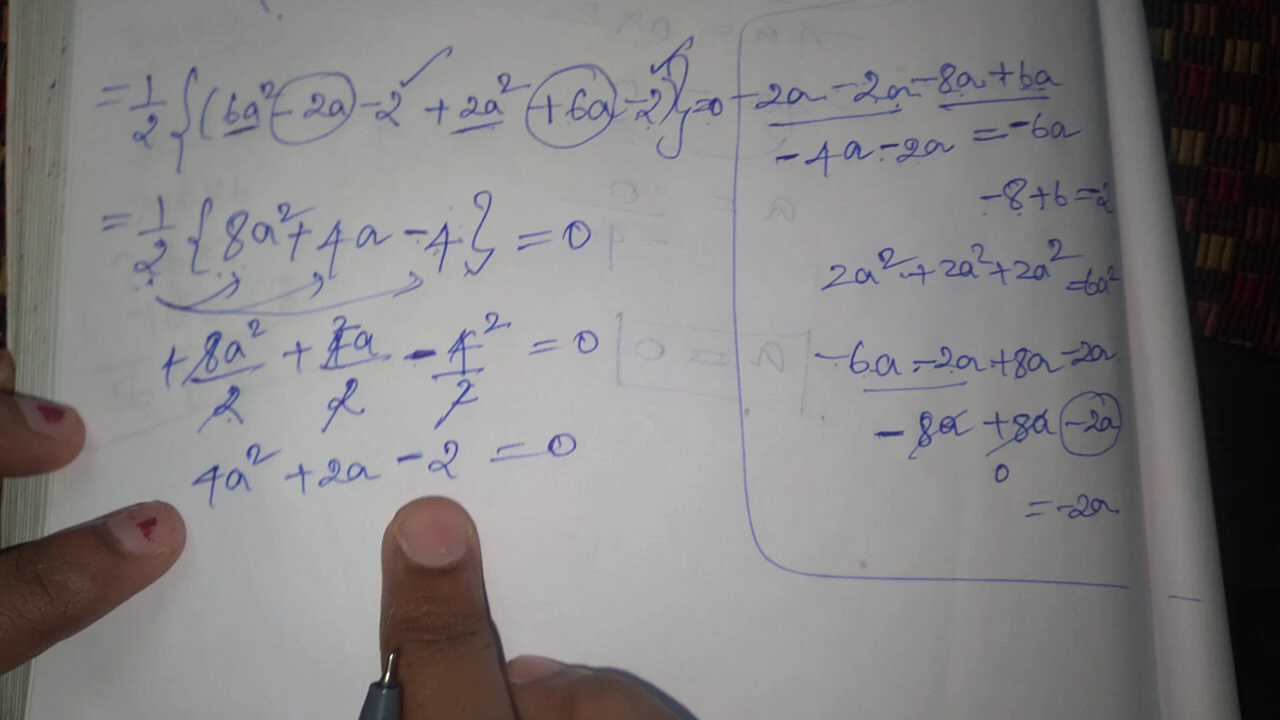 = 1/2 {(6a² - 2a - 2 + 2a² + 6a - 2)} = 0
= 1/2 {8a² + 4a - 4} = 0
+ 8a²/2 + 4a/2 2 - 4/2 2 = 0
4a² + 2a - 2 = 0
-2a - 2a - 8a + 6a
-4a - 2a = -6a
-8 + 6 = -2
2a² + 2a² + 2a² = 6a²
-6a - 2a + 8a - 2a
-8a + 8a - 2a
0
= -2a